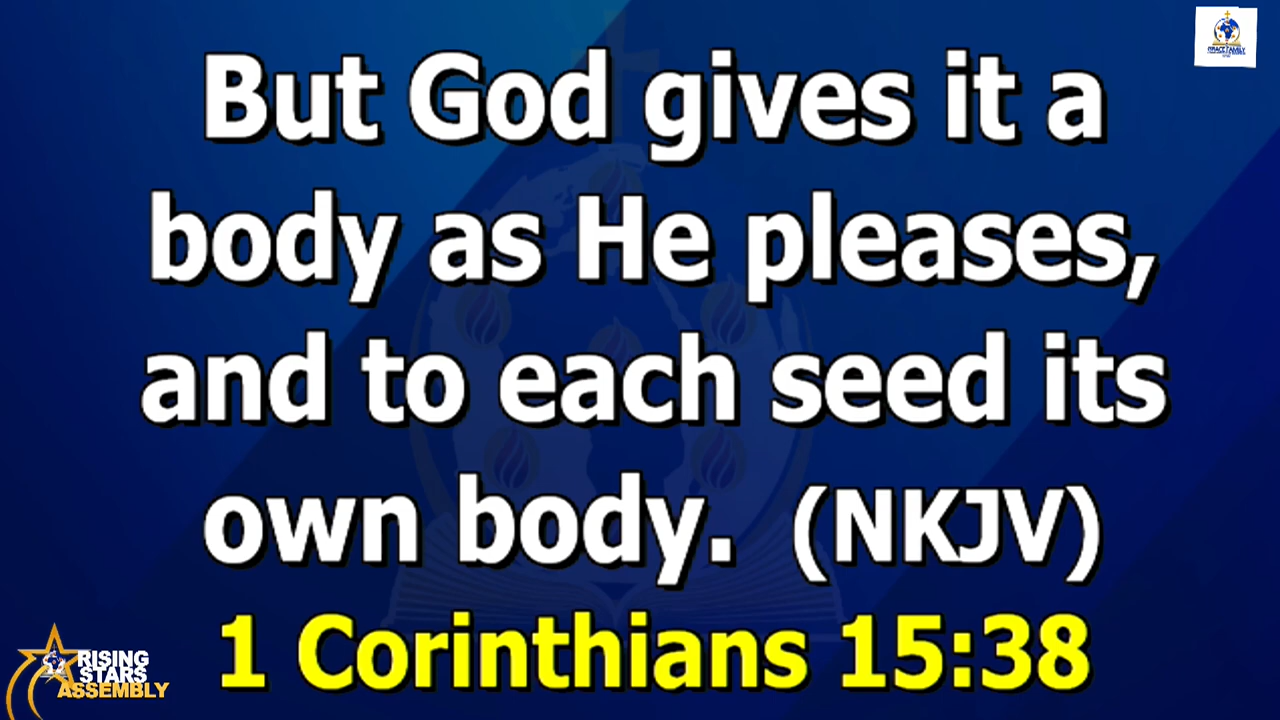 But God gives it a
body as He pleases,
and to each seed its
own body. (NKJV)
1 Corinthians 15:38
RISING
STARS
ASSEMBLY